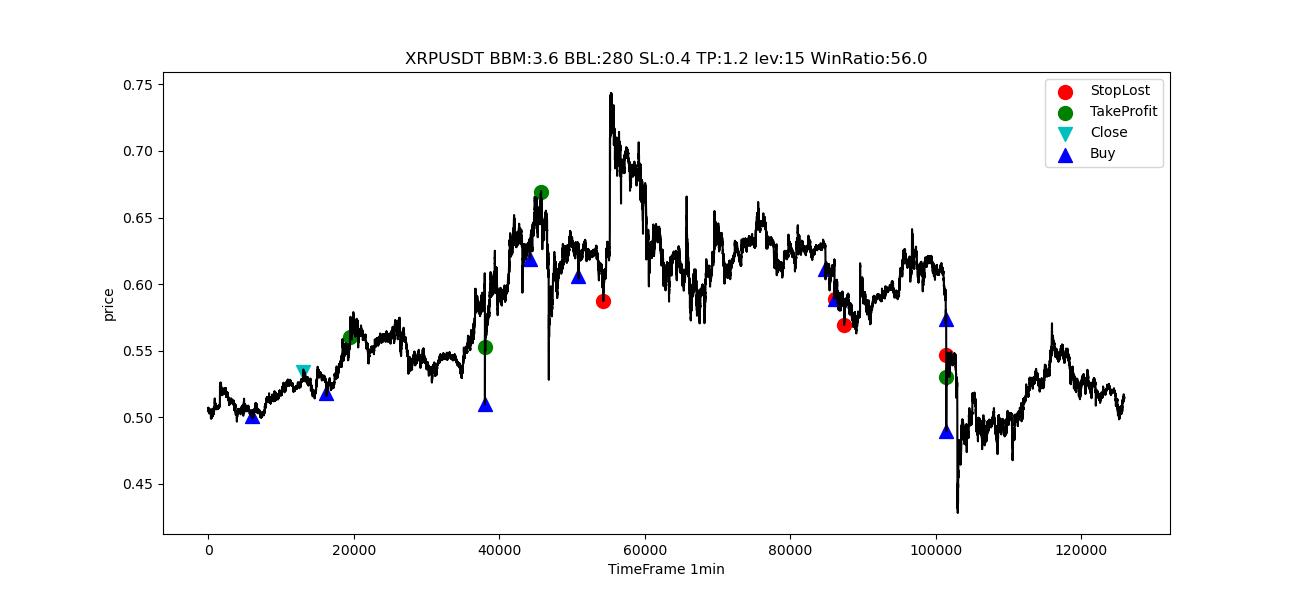 XRPUSDT BBM:3.6 BBL:280 SL:0.4 TP:1.2 lev:15 WinRatio:56.0
StopLost
TakeProfit
Close
Buy
price
0.75
0.70
0.65
0.60
0.55
0.50
0.45
0 20000 40000 60000 80000 100000 120000
TimeFrame 1min